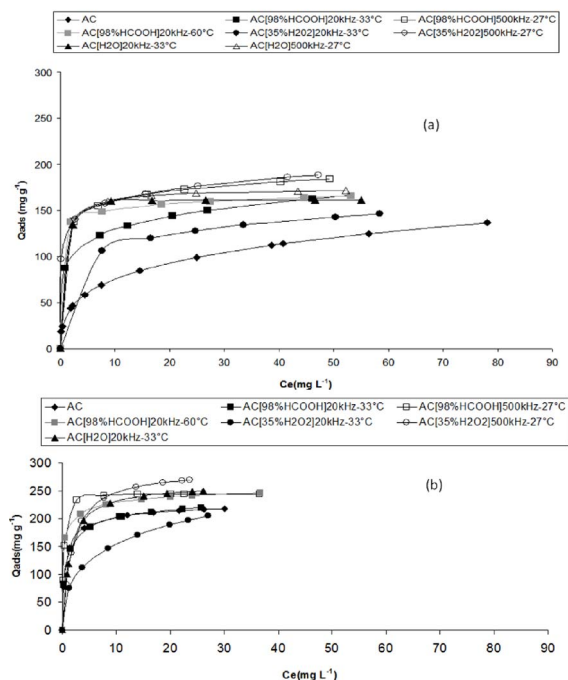 AC AC[98%HCOOH]20kHz-33°C AC[98%HCOOH]500kHz-27°C
AC[98%HCOOH]20kHz-60°C AC[35%H202]20kHz-33°C AC[35%H202]500kHz-27°C
AC[H2O]20kHz-33°C AC[H2O]500kHz-27°C
300
(a)
250
200
150
100
50
0
Qads (mg g-1)
0 10 20 30 40 50 60 70 80 90
Ce(mg L-1)
AC AC[98%HCOOH]20kHz-33°C AC[98%HCOOH]500kHz-27°C
AC[98%HCOOH]20kHz-60°C AC[35%H2O2]20kHz-33°C AC[35%H2O2]500kHz-27°C
AC[H2O]20kHz-33°C
300
(b)
250
200
150
100
50
0
Qads(mg g-1)
0 10 20 30 40 50 60 70 80 90
Ce(mg L-1)